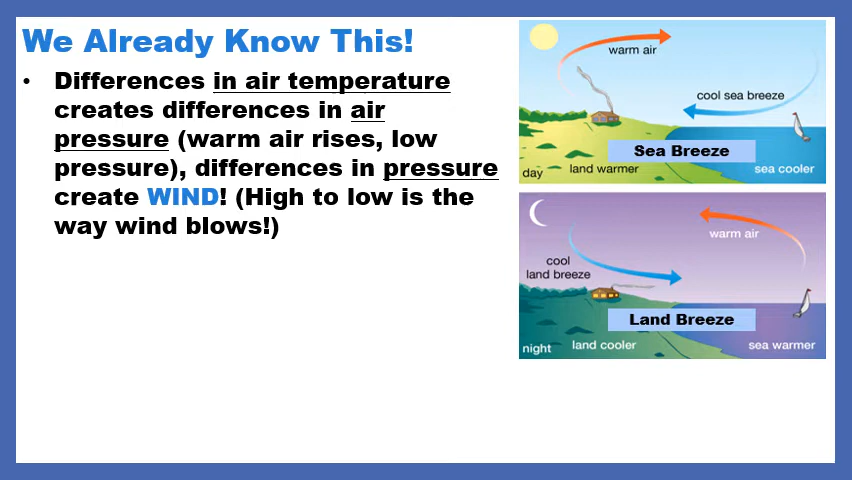 We Already Know This!
• Differences in air temperature
creates differences in air
pressure (warm air rises, low
pressure), differences in pressure
create WIND! (High to low is the
way wind blows!)
warm air
cool sea breeze
Sea Breeze
day
land warmer
sea cooler
warm air
cool
land breeze
Land Breeze
night
land cooler
sea warmer